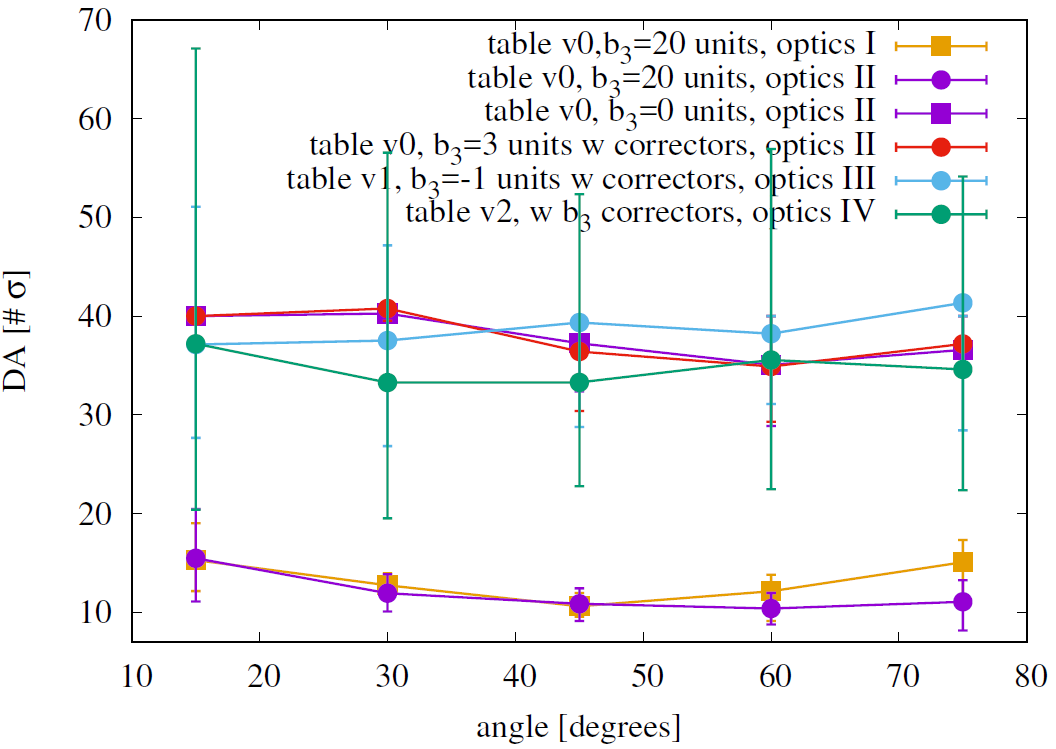 70
60
50
40
30
20
10
DA [# σ]
table v0,b3=20 units, optics I
table v0, b3=20 units, optics II
table v0, b3=0 units, optics II
table v0, b3=3 units w correctors, optics II
table v1, b3=-1 units w correctors, optics III
table v2, w b3 correctors, optics IV
10 20 30 40 50 60 70 80
angle [degrees]